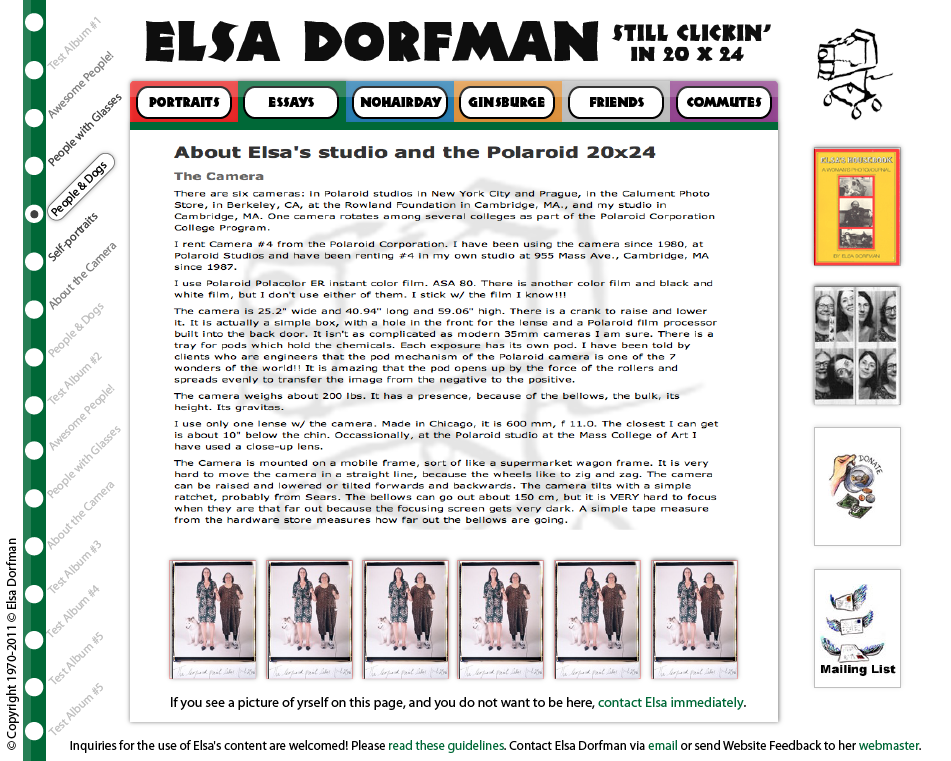 ELSA DORFMAN
STILL CLICKIN'
IN 20 X 24
PORTRAITS
ESSAYS
NOHAIRDAY
GINSBURGE
FRIENDS
COMMUTES
Test Album #1
Awesome People!
People with Glasses
People & Dogs
Self-portraits
About the Camera
People & Dogs
Test Album #2
Awesome People!
People with Glasses
About the Camera
Test Album #3
Test Album #4
Test Album #5
Test Album #5
© Copyright 1970-2011 © Elsa Dorfman
About Elsa's studio and the Polaroid 20x24
The Camera
There are six cameras: in Polaroid studios in New York City and Prague, in the Calument Photo
Store, in Berkeley, CA, at the Rowland Foundation in Cambridge, MA., and my studio in
Cambridge, MA. One camera rotates among several colleges as part of the Polaroid Corporation
College Program.
I rent Camera #4 from the Polaroid Corporation. I have been using the camera since 1980, at
Polaroid Studios and have been renting #4 in my own studio at 955 Mass Ave., Cambridge, MA
since 1987.
I use Polaroid Polacolor ER instant color film. ASA 80. There is another color film and black and
white film, but I don't use either of them. I stick w/ the film I know!!!
The camera is 25.2" wide and 40.94" long and 59.06" high. There is a crank to raise and lower
it. It is actually a simple box, with a hole in the front for the lense and a Polaroid film processor
built into the back door. It isn't as complicated as modern 35mm cameras I am sure. There is a
tray for pods which hold the chemicals. Each exposure has its own pod. I have been told by
clients who are engineers that the pod mechanism of the Polaroid camera is one of the 7
wonders of the world!! It is amazing that the pod opens up by the force of the rollers and
spreads evenly to transfer the image from the negative to the positive.
The camera weighs about 200 lbs. It has a presence, because of the bellows, the bulk, its
height. Its gravitas.
I use only one lense w/ the camera. Made in Chicago, it is 600 mm, f 11.0. The closest I can get
is about 10" below the chin. Occassionally, at the Polaroid studio at the Mass College of Art I
have used a close-up lens.
The Camera is mounted on a mobile frame, sort of like a supermarket wagon frame. It is very
hard to move the camera in a straight line, because the wheels like to zig and zag. The camera
can be raised and lowered or tilted forwards and backwards. The camera tilts with a simple
ratchet, probably from Sears. The bellows can go out about 150 cm, but it is VERY hard to focus
when they are that far out because the focusing screen gets very dark. A simple tape measure
from the hardware store measures how far out the bellows are going.
If you see a picture of yrself on this page, and you do not want to be here, contact Elsa immediately.
Elsa's Housebook
A WOMAN'S PHOTOJOURNAL
BY ELSA DORFMAN
DONATE
Mailing List
Inquiries for the use of Elsa's content are welcomed! Please read these guidelines. Contact Elsa Dorfman via email or send Website Feedback to her webmaster.